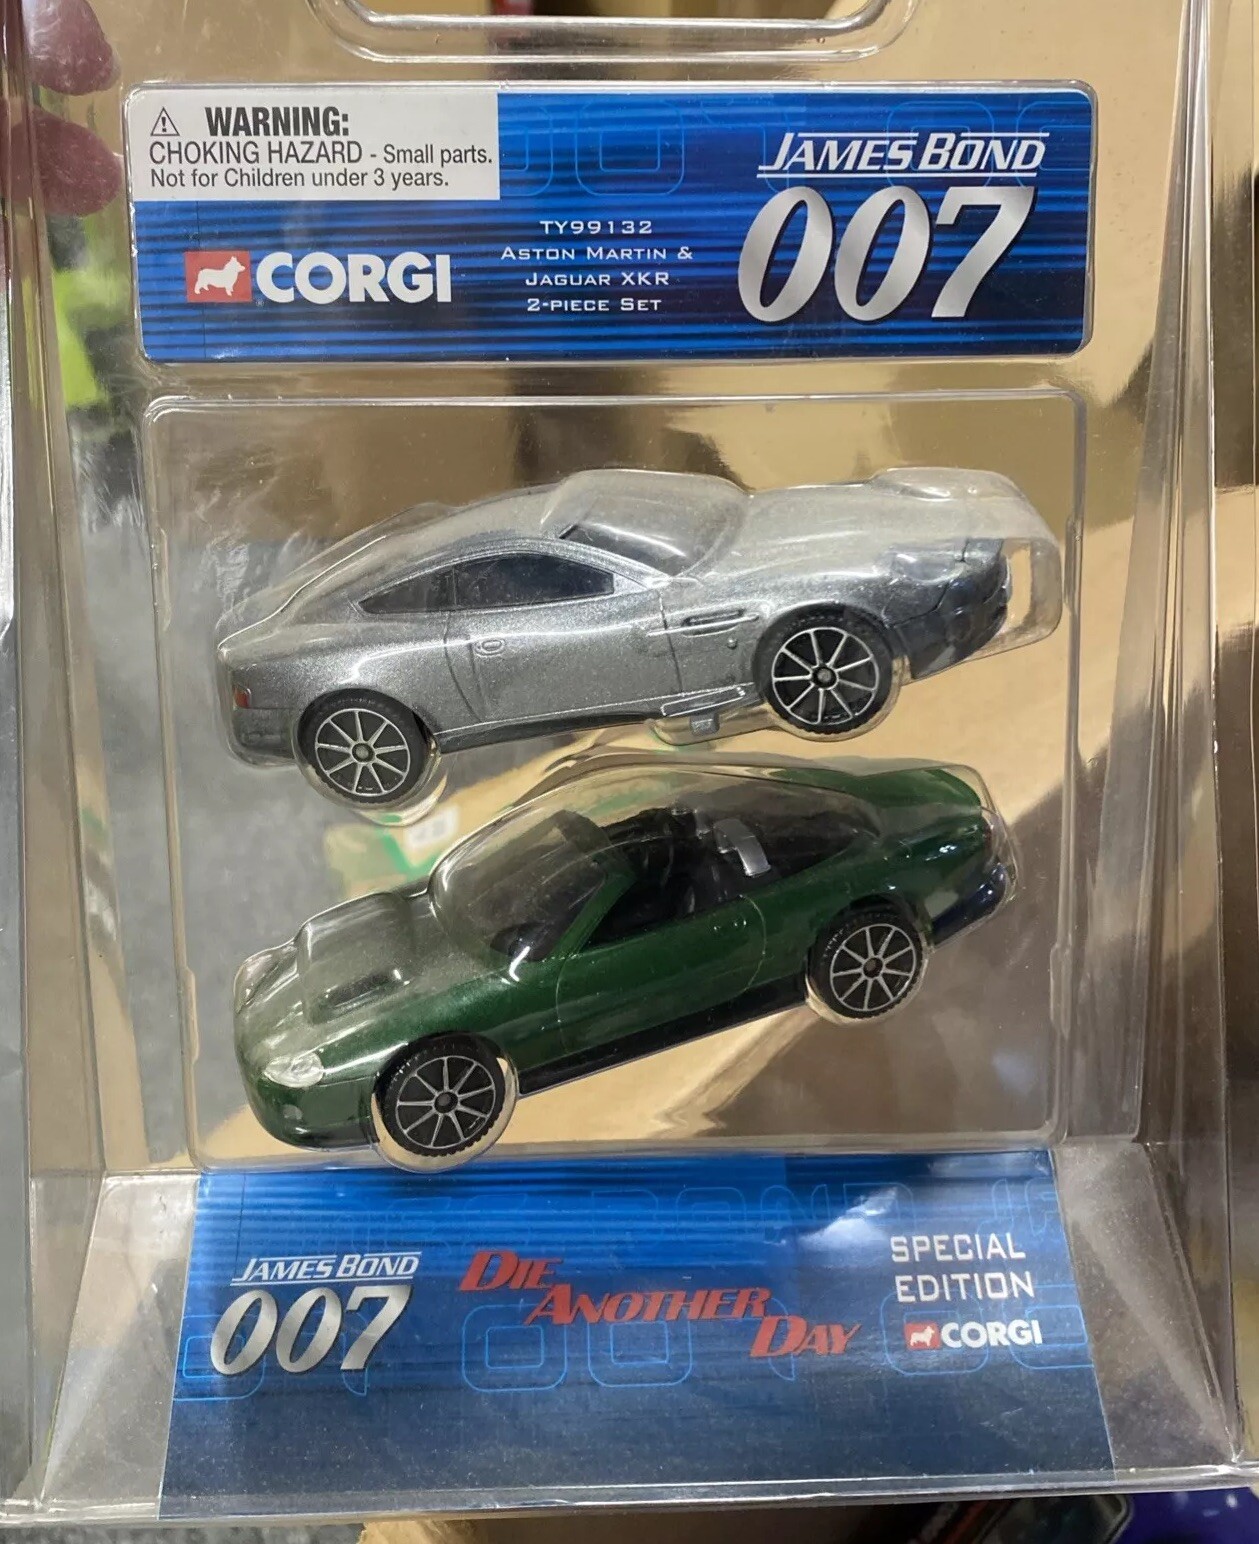 WARNING:
CHOKING HAZARD - Small parts.
Not for Children under 3 years.
JAMES BOND
007
TY99132
ASTON MARTIN &
JAGUAR XKR
2-PIECE SET
CORGI
JAMES BOND
007
DIE
ANOTHER
DAY
SPECIAL
EDITION
CORGI